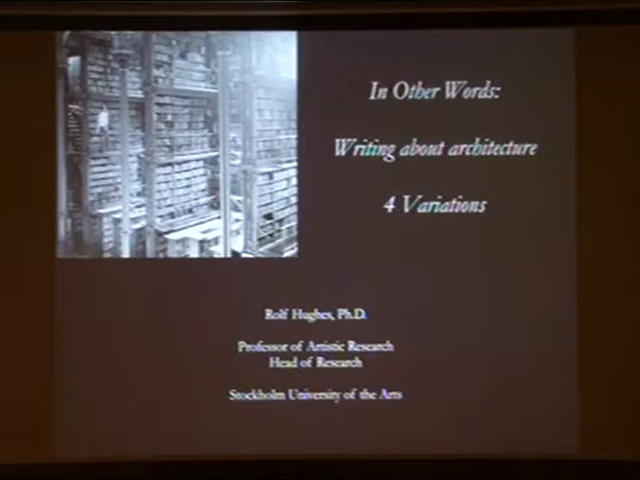 In Other Words:
Writing about architecture
4 Variations
Rolf Hughes, Ph.D.
Professor of Artistic Research
Head of Research
Stockholm University of the Arts